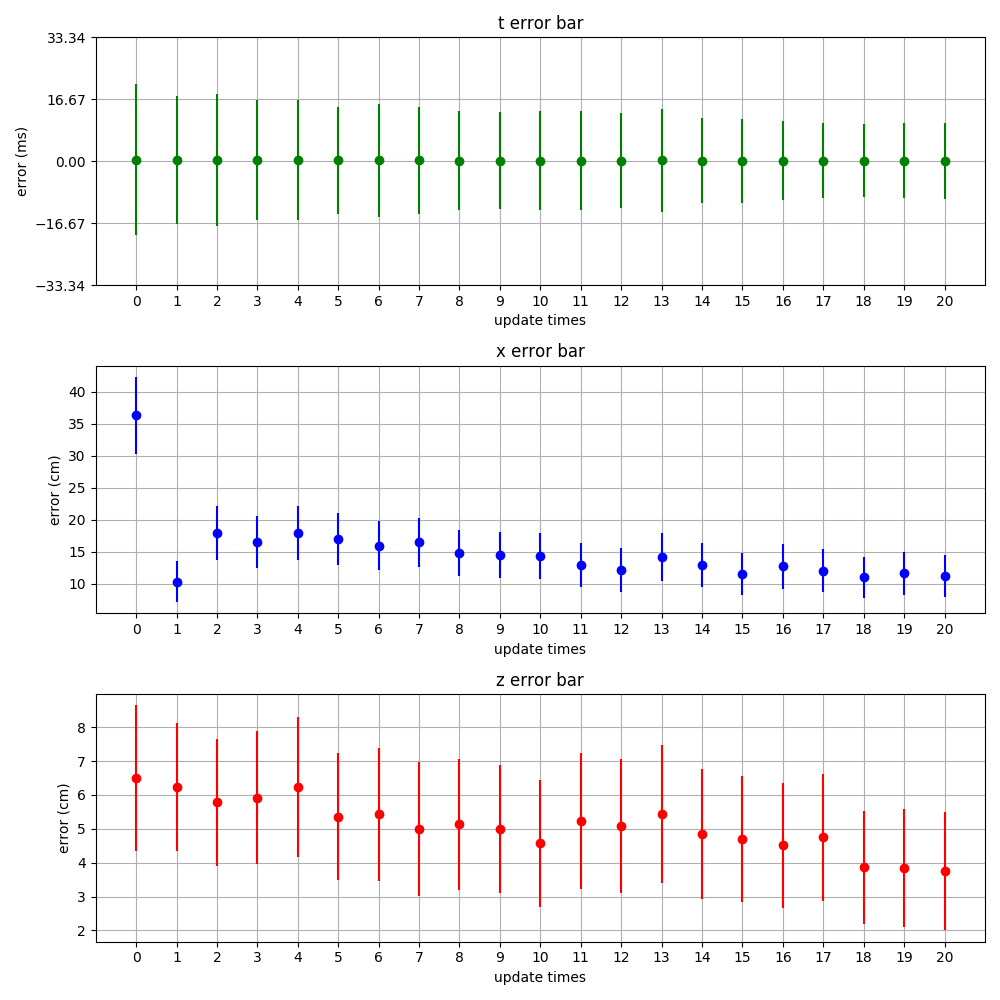 t error bar
33.34
16.67
0.00
−16.67
−33.34
error (ms)
0 1 2 3 4 5 6 7 8 9 10 11 12 13 14 15 16 17 18 19 20
update times
x error bar
40
35
30
25
20
15
10
error (cm)
0 1 2 3 4 5 6 7 8 9 10 11 12 13 14 15 16 17 18 19 20
update times
z error bar
8
7
6
5
4
3
2
error (cm)
0 1 2 3 4 5 6 7 8 9 10 11 12 13 14 15 16 17 18 19 20
update times